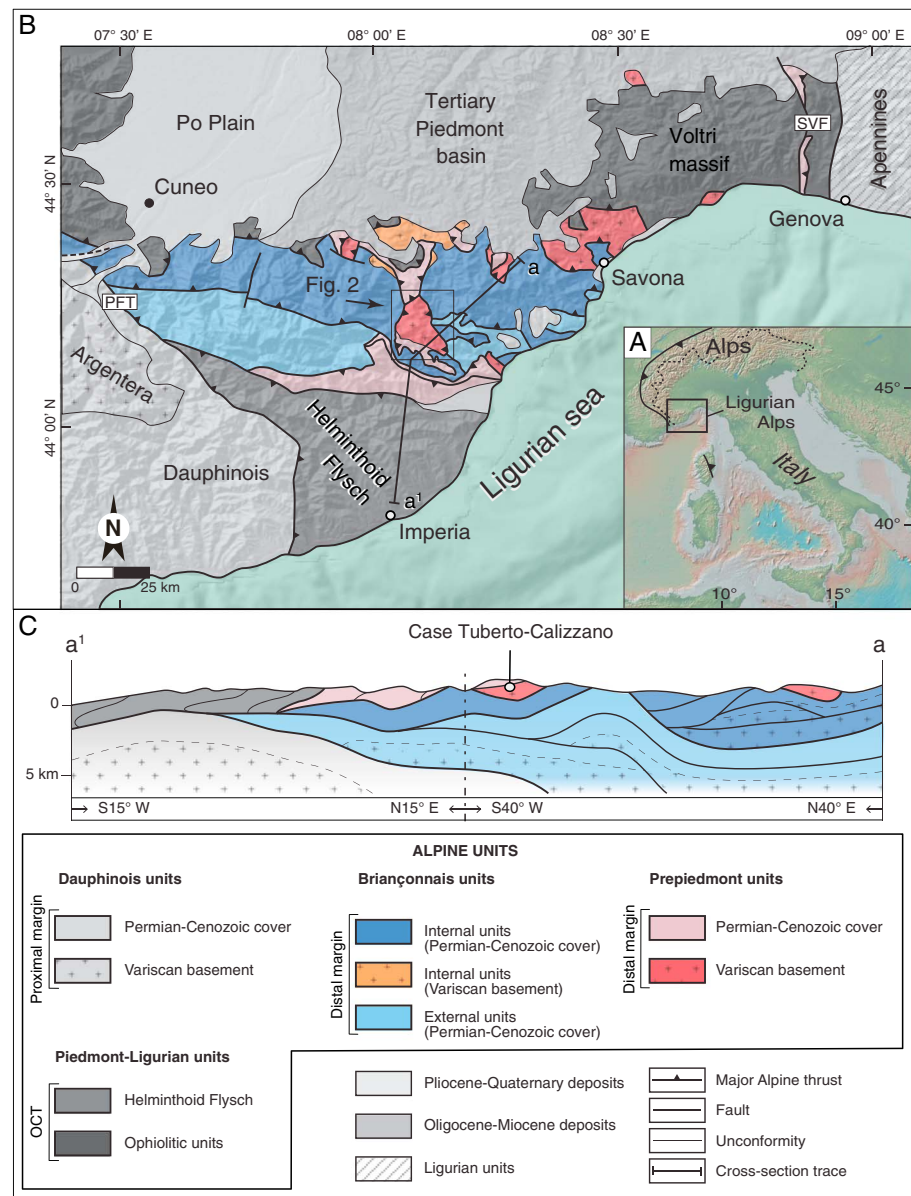 B
07° 30' E
08° 00' E
08° 30' E
09° 00' E
44° 30' N
44° 00' N
Po Plain
Cuneo
Tertiary
Piedmont
basin
Voltri
massif
SVF
Apennines
Genova
Savona
a
Fig. 2
PFT
Argentera
Dauphinois
Helminthoid
Flysch
Ligurian sea
a¹
Imperia
N
0
25 km
A
Alps
Ligurian
Alps
Italy
45°
40°
10°
15°
C
Case Tuberto-Calizzano
a¹
a
0
5 km
S15° W
N15° E
S40° W
N40° E
ALPINE UNITS
Dauphinois units
Proximal margin
Permian-Cenozoic cover
Variscan basement
Briançonnais units
Distal margin
Internal units
(Permian-Cenozoic cover)
Internal units
(Variscan basement)
External units
(Permian-Cenozoic cover)
Prepiedmont units
Distal margin
Permian-Cenozoic cover
Variscan basement
Piedmont-Ligurian units
OCT
Helminthoid Flysch
Ophiolitic units
Pliocene-Quaternary deposits
Oligocene-Miocene deposits
Ligurian units
Major Alpine thrust
Fault
Unconformity
Cross-section trace